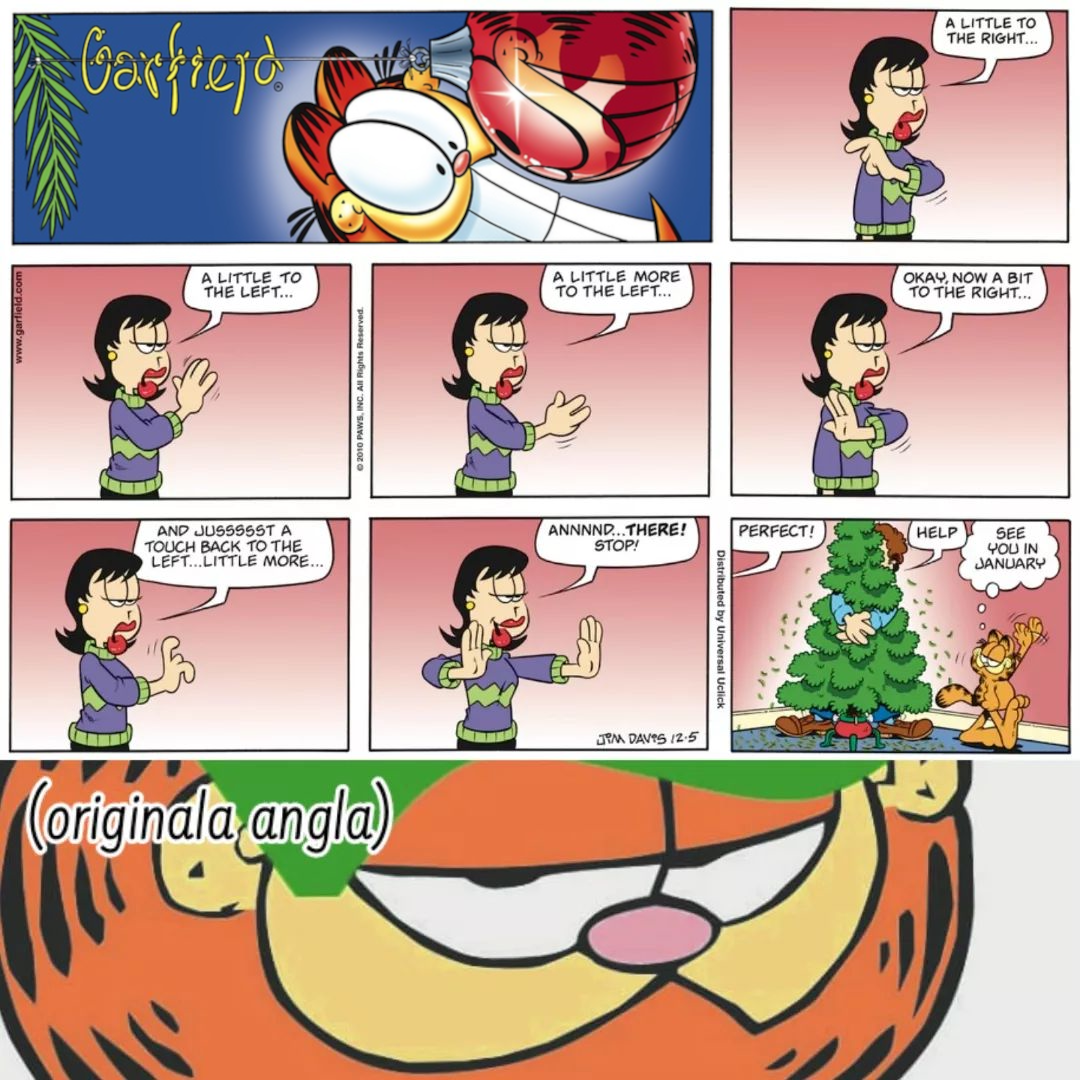 Garfield
A LITTLE TO
THE RIGHT...
www.garfield.com
A LITTLE TO
THE LEFT...
© 2010 PAWS, INC. All Rights Reserved.
A LITTLE MORE
TO THE LEFT...
OKAY, NOW A BIT
TO THE RIGHT...
AND JUSSSSST A
TOUCH BACK TO THE
LEFT...LITTLE MORE...
ANNNND...THERE!
STOP!
JIM DAVIS 12·5
Distributed by Universal Uclick
PERFECT!
HELP
SEE
YOU IN
JANUARY
(originala angla)